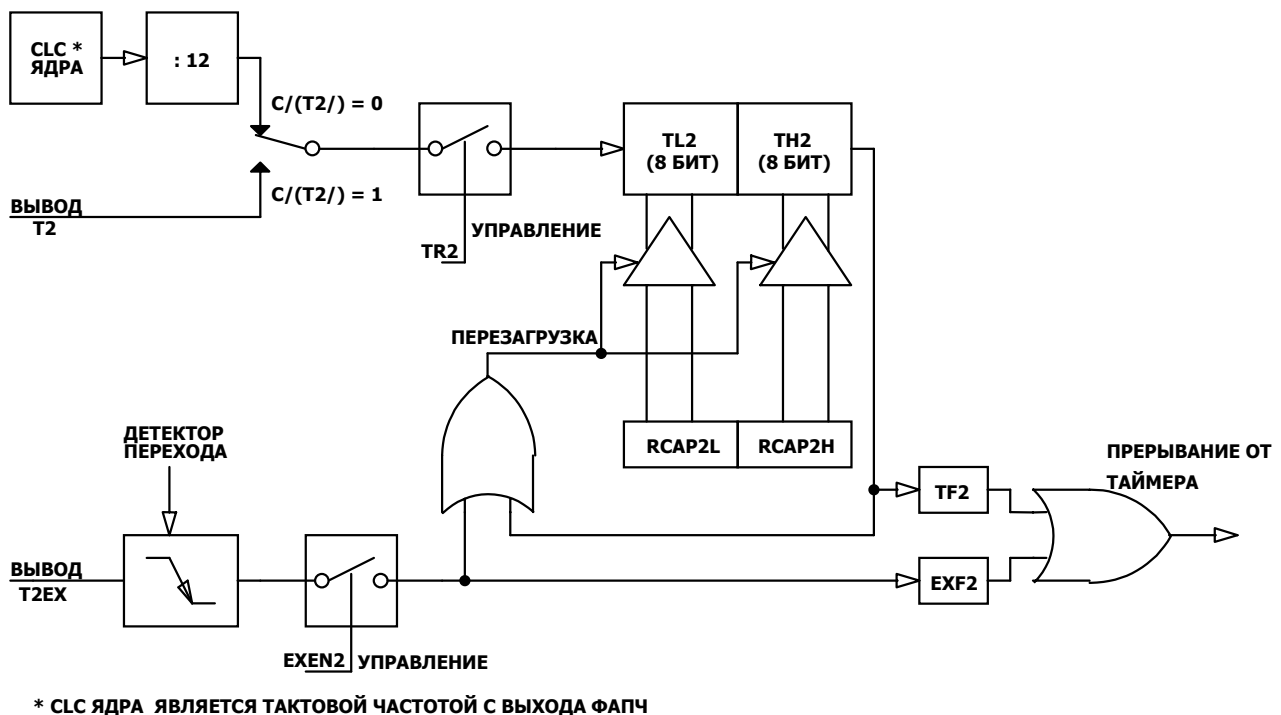 CLC *
ЯДРА
: 12
C/(T2/) = 0
C/(T2/) = 1
ВЫВОД
T2
УПРАВЛЕНИЕ
TR2
TL2
(8 БИТ)
TH2
(8 БИТ)
ПЕРЕЗАГРУЗКА
RCAP2L
RCAP2H
ДЕТЕКТОР
ПЕРЕХОДА
ВЫВОД
T2EX
EXEN2
УПРАВЛЕНИЕ
TF2
EXF2
ПРЕРЫВАНИЕ ОТ
ТАЙМЕРА
* CLC ЯДРА ЯВЛЯЕТСЯ ТАКТОВОЙ ЧАСТОТОЙ С ВЫХОДА ФАПЧ